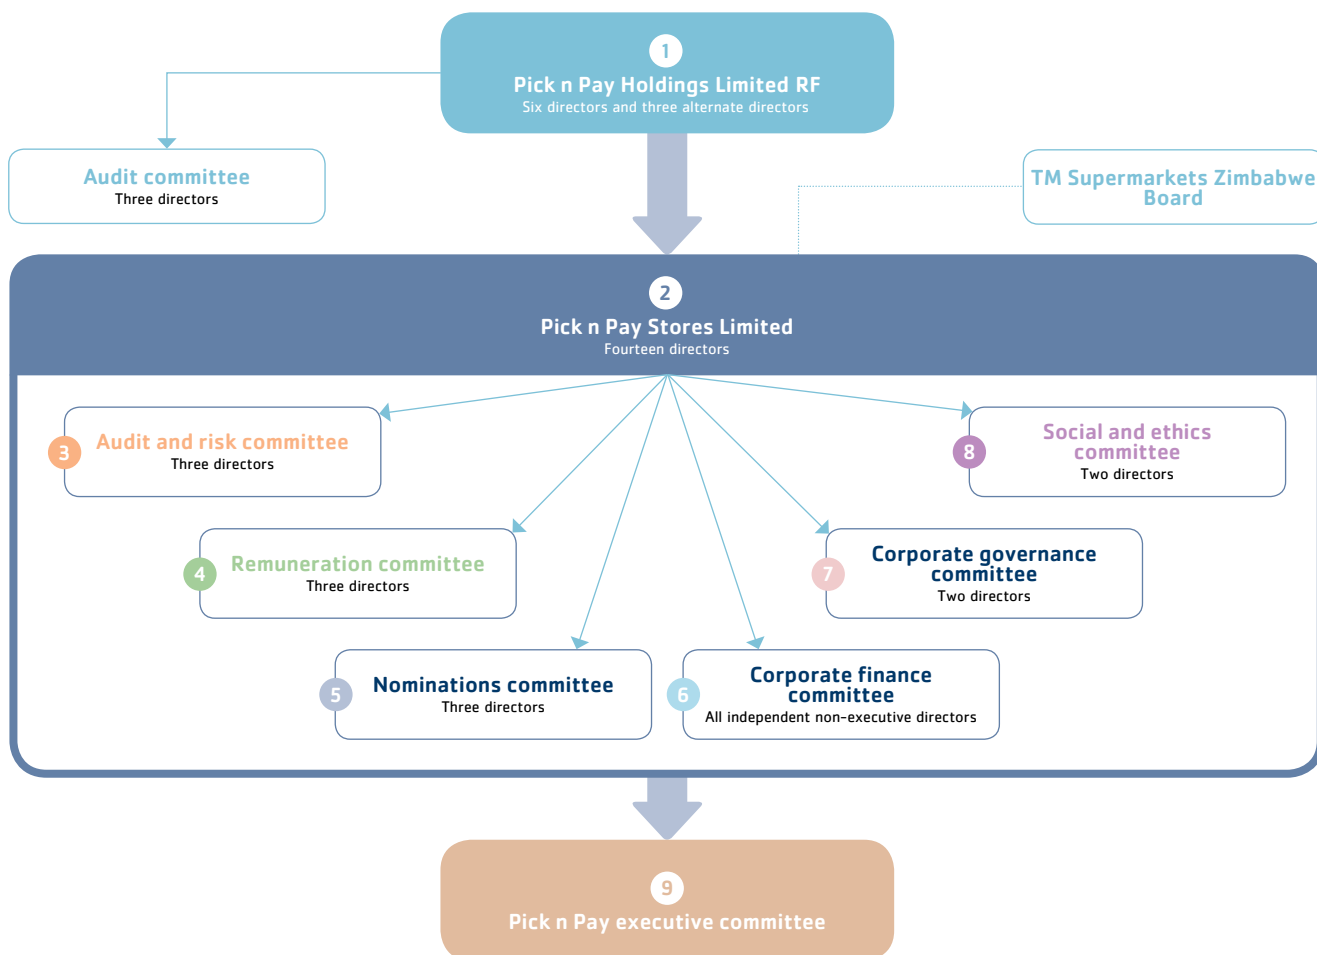 1
Pick n Pay Holdings Limited RF
Six directors and three alternate directors
Audit committee
Three directors
TM Supermarkets Zimbabwe
Board
2
Pick n Pay Stores Limited
Fourteen directors
3
Audit and risk committee
Three directors
8
Social and ethics
committee
Two directors
4
Remuneration committee
Three directors
7
Corporate governance
committee
Two directors
5
Nominations committee
Three directors
6
Corporate finance
committee
All independent non-executive directors
9
Pick n Pay executive committee